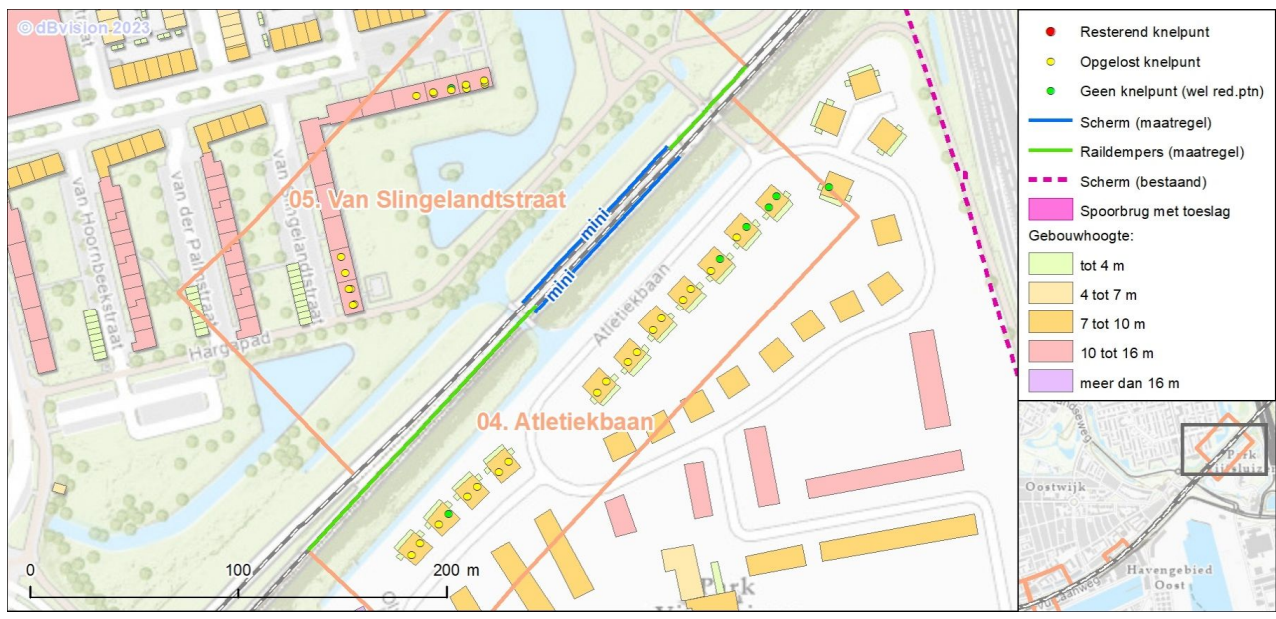 © dBvision 2023
straat
05. Van Slingelandtstraat
van Hoornbeekstraat
van der Palmstraat
van Slingelandtstraat
Hargapad
mini
mini
Atletiekbaan
04. Atletiekbaan
Park
0 100 200 m
Resterend knelpunt
Opgelost knelpunt
Geen knelpunt (wel red.ptn)
Scherm (maatregel)
Raildempers (maatregel)
Scherm (bestaand)
Spoorbrug met toeslag
Gebouwhoogte:
tot 4 m
4 tot 7 m
7 tot 10 m
10 tot 16 m
meer dan 16 m
Park
Oostwijk
Havengebied
Oost